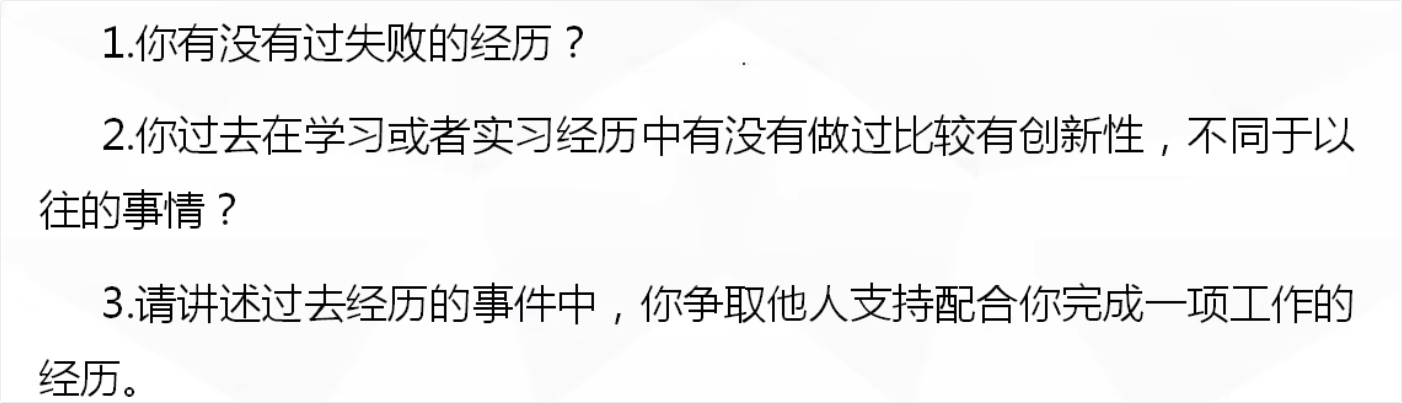 1.你有没有过失败的经历？
2.你过去在学习或者实习经历中有没有做过比较有创新性，不同于以
往的事情？
3.请讲述过去经历的事件中，你争取他人支持配合你完成一项工作的
经历。